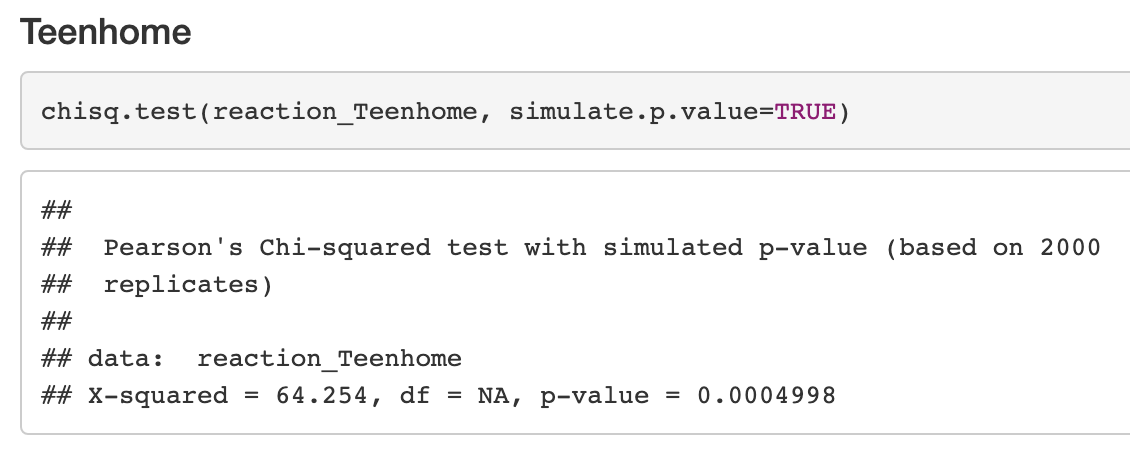 Teenhome
chisq.test(reaction_Teenhome, simulate.p.value=TRUE)
##
##  Pearson's Chi-squared test with simulated p-value (based on 2000
##  replicates)
##
## data:  reaction_Teenhome
## X-squared = 64.254, df = NA, p-value = 0.0004998